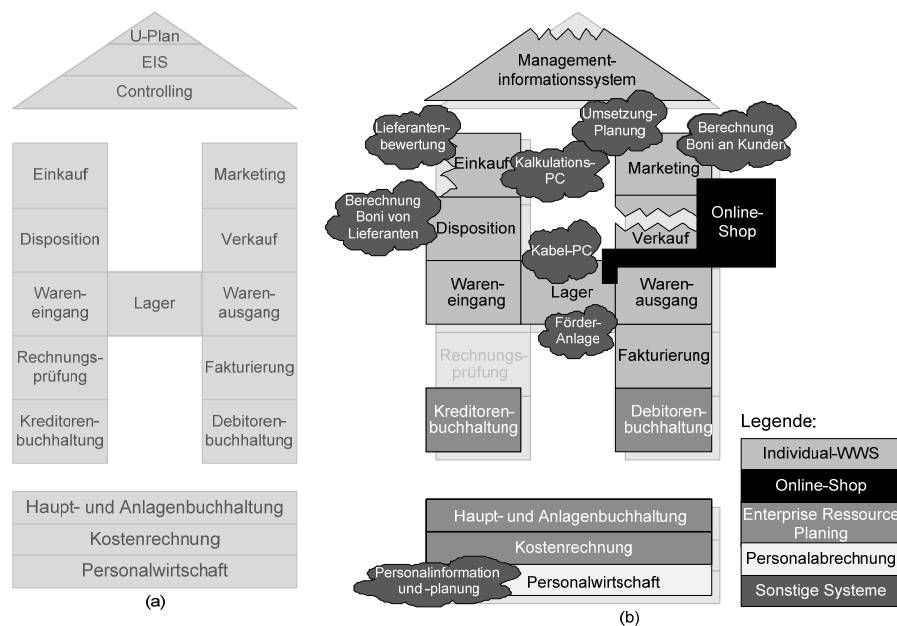 U-Plan
EIS
Controlling
Einkauf
Marketing
Disposition
Verkauf
Waren-
eingang
Lager
Waren-
ausgang
Rechnungs-
prüfung
Fakturierung
Kreditoren-
buchhaltung
Debitoren-
buchhaltung
Haupt- und Anlagenbuchhaltung
Kostenrechnung
Personalwirtschaft
(a)
Management-
informationssystem
Lieferanten-
bewertung
Umsetzung-
Planung
Berechnung
Boni an Kunden
Einkauf
Kalkulations-
PC
Marketing
Berechnung
Boni von
Lieferanten
Disposition
Kabel-PC
Verkauf
Online-
Shop
Waren-
eingang
Lager
Waren-
ausgang
Förder-
Anlage
Rechnungs-
prüfung
Fakturierung
Kreditoren-
buchhaltung
Debitoren-
buchhaltung
Haupt- und Anlagenbuchhaltung
Kostenrechnung
Personalinformation
und -planung
Personalwirtschaft
(b)
Legende:
Individual-WWS
Online-Shop
Enterprise Ressource
Planing
Personalabrechnung
Sonstige Systeme